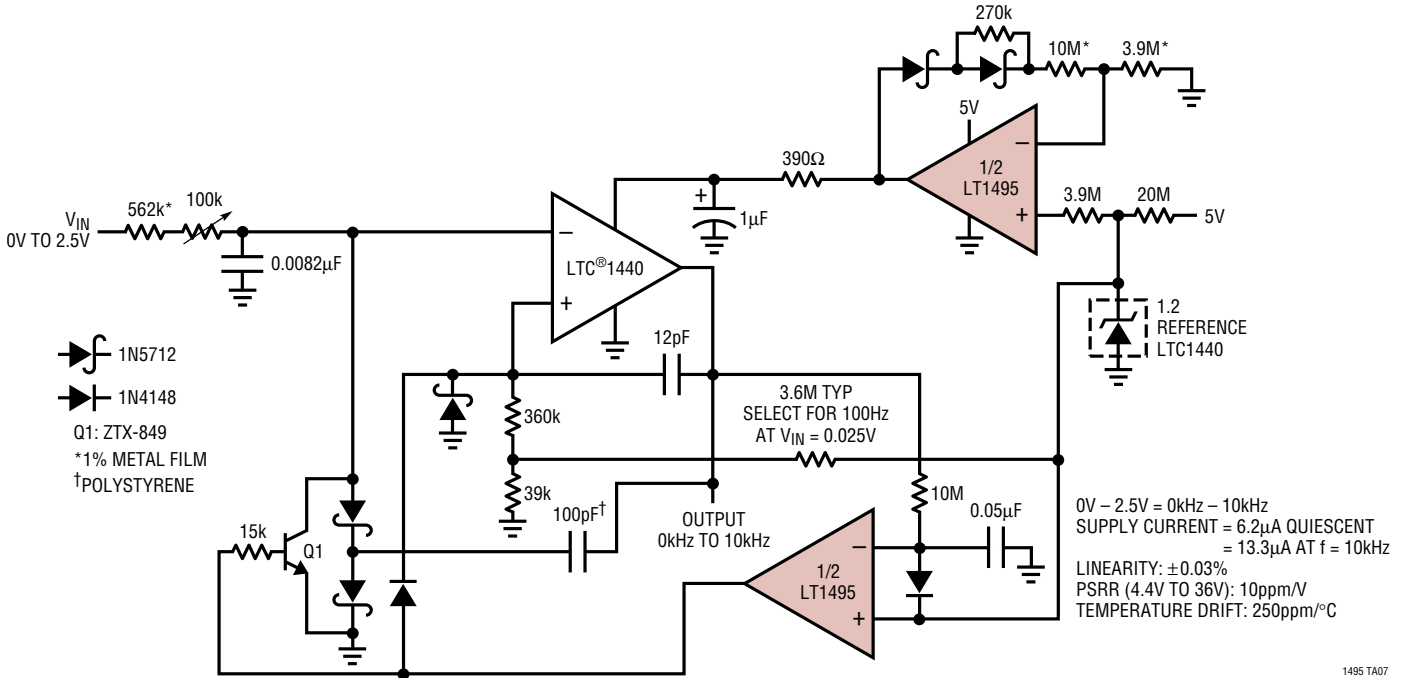 270k
10M*
3.9M*
5V
390Ω
1/2
LT1495
−
+
3.9M
20M
5V
VIN
0V TO 2.5V
562k*
100k
0.0082µF
+
1µF
−
LTC®1440
+
1.2
REFERENCE
LTC1440
12pF
1N5712
1N4148
Q1: ZTX-849
*1% METAL FILM
†POLYSTYRENE
360k
3.6M TYP
SELECT FOR 100Hz
AT VIN = 0.025V
39k
100pF†
OUTPUT
0kHz TO 10kHz
10M
0.05µF
15k
Q1
−
1/2
LT1495
+
0V – 2.5V = 0kHz – 10kHz
SUPPLY CURRENT = 6.2µA QUIESCENT
= 13.3µA AT f = 10kHz
LINEARITY: ±0.03%
PSRR (4.4V TO 36V): 10ppm/V
TEMPERATURE DRIFT: 250ppm/°C
1495 TA07